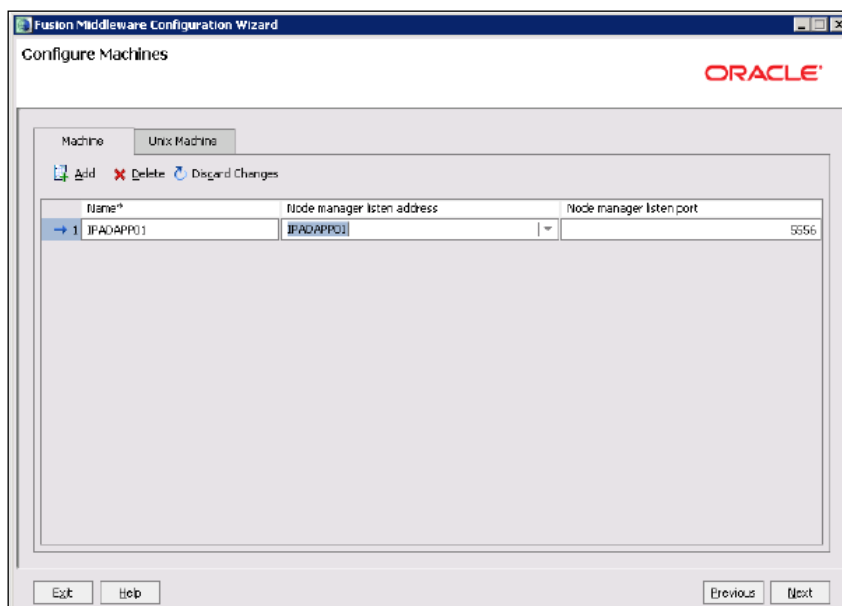 Fusion Middleware Configuration Wizard
Configure Machines
ORACLE
Machine Unix Machine
Add Delete Discard Changes
Name* Node manager listen address Node manager listen port
1 IPADAPP01 IPADAPP01 5556
Exit Help Previous Next